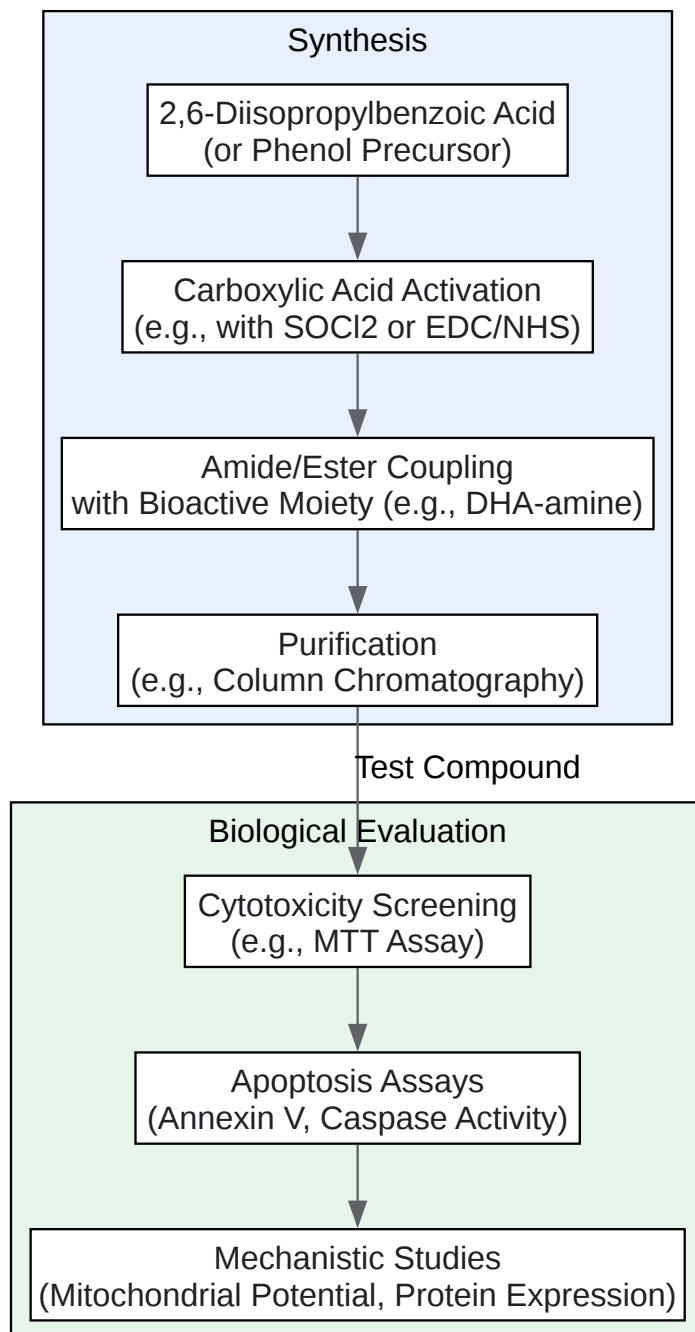 Synthesis
2,6-Diisopropylbenzoic Acid
(or Phenol Precursor)
Carboxylic Acid Activation
(e.g., with SOCl2 or EDC/NHS)
Amide/Ester Coupling
with Bioactive Moiety (e.g., DHA-amine)
Purification
(e.g., Column Chromatography)
Test Compound
Biological Evaluation
Cytotoxicity Screening
(e.g., MTT Assay)
Apoptosis Assays
(Annexin V, Caspase Activity)
Mechanistic Studies
(Mitochondrial Potential, Protein Expression)